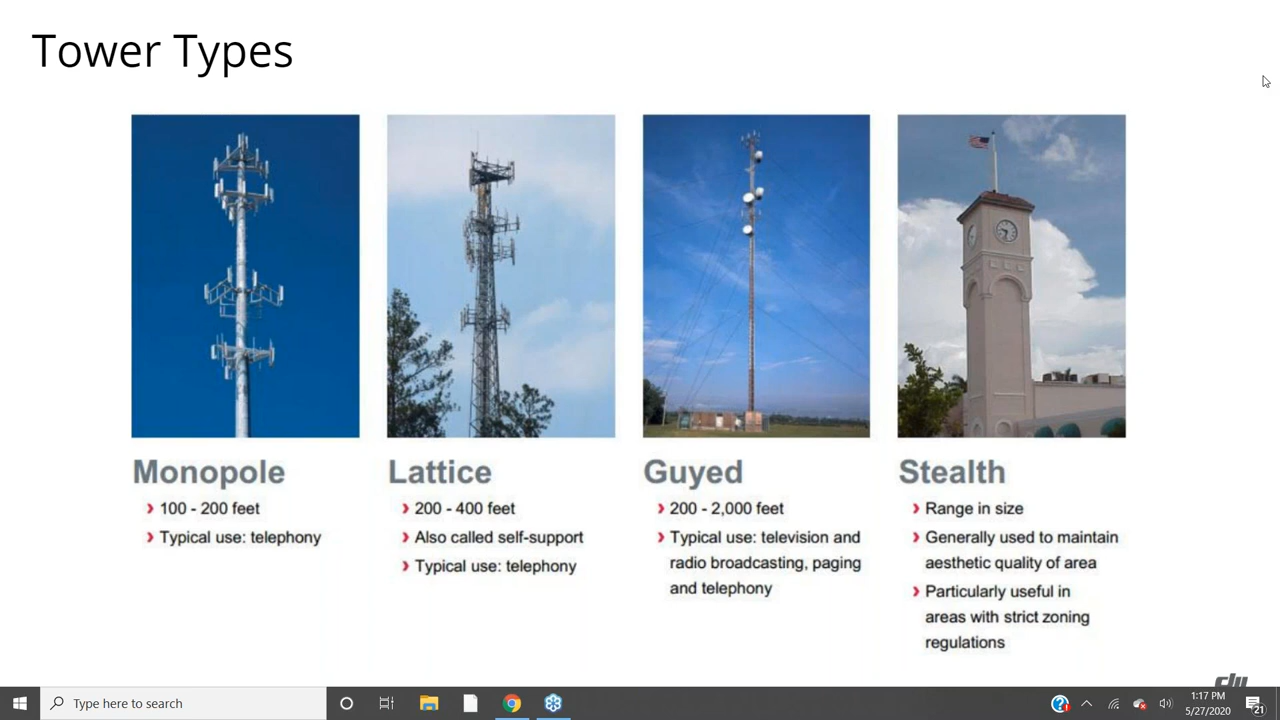 Tower Types
Monopole
100 - 200 feet
Typical use: telephony
Lattice
200 - 400 feet
Also called self-support
Typical use: telephony
Guyed
200 - 2,000 feet
Typical use: television and
radio broadcasting, paging
and telephony
Stealth
Range in size
Generally used to maintain
aesthetic quality of area
Particularly useful in
areas with strict zoning
regulations
dji
Type here to search
1:17 PM
5/27/2020
21